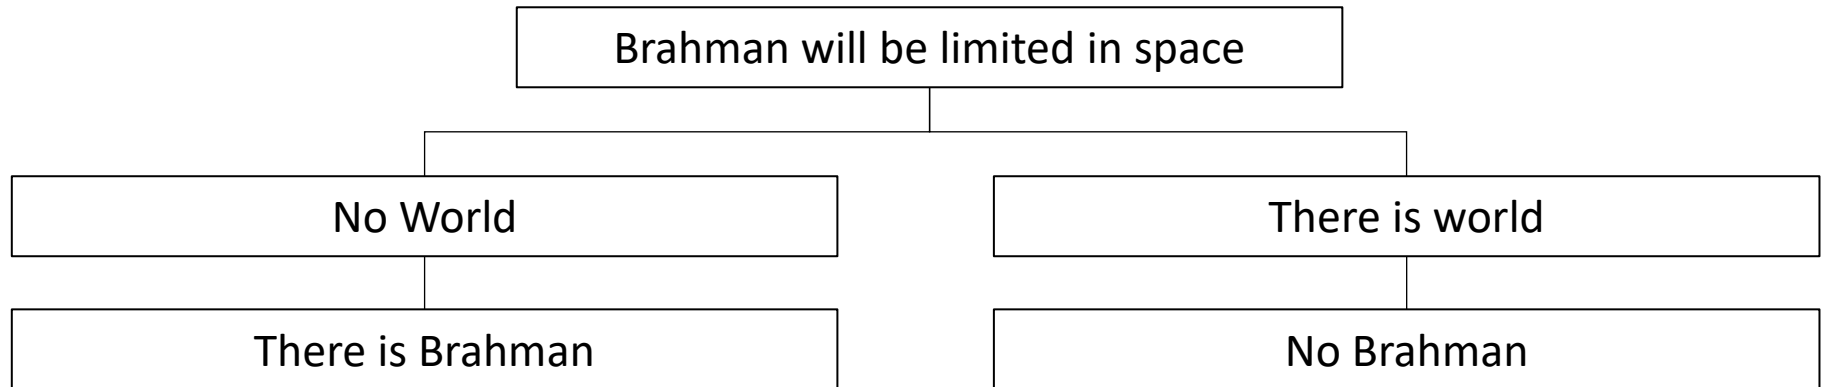 Brahman will be limited in space
No World
There is world
There is Brahman
No Brahman